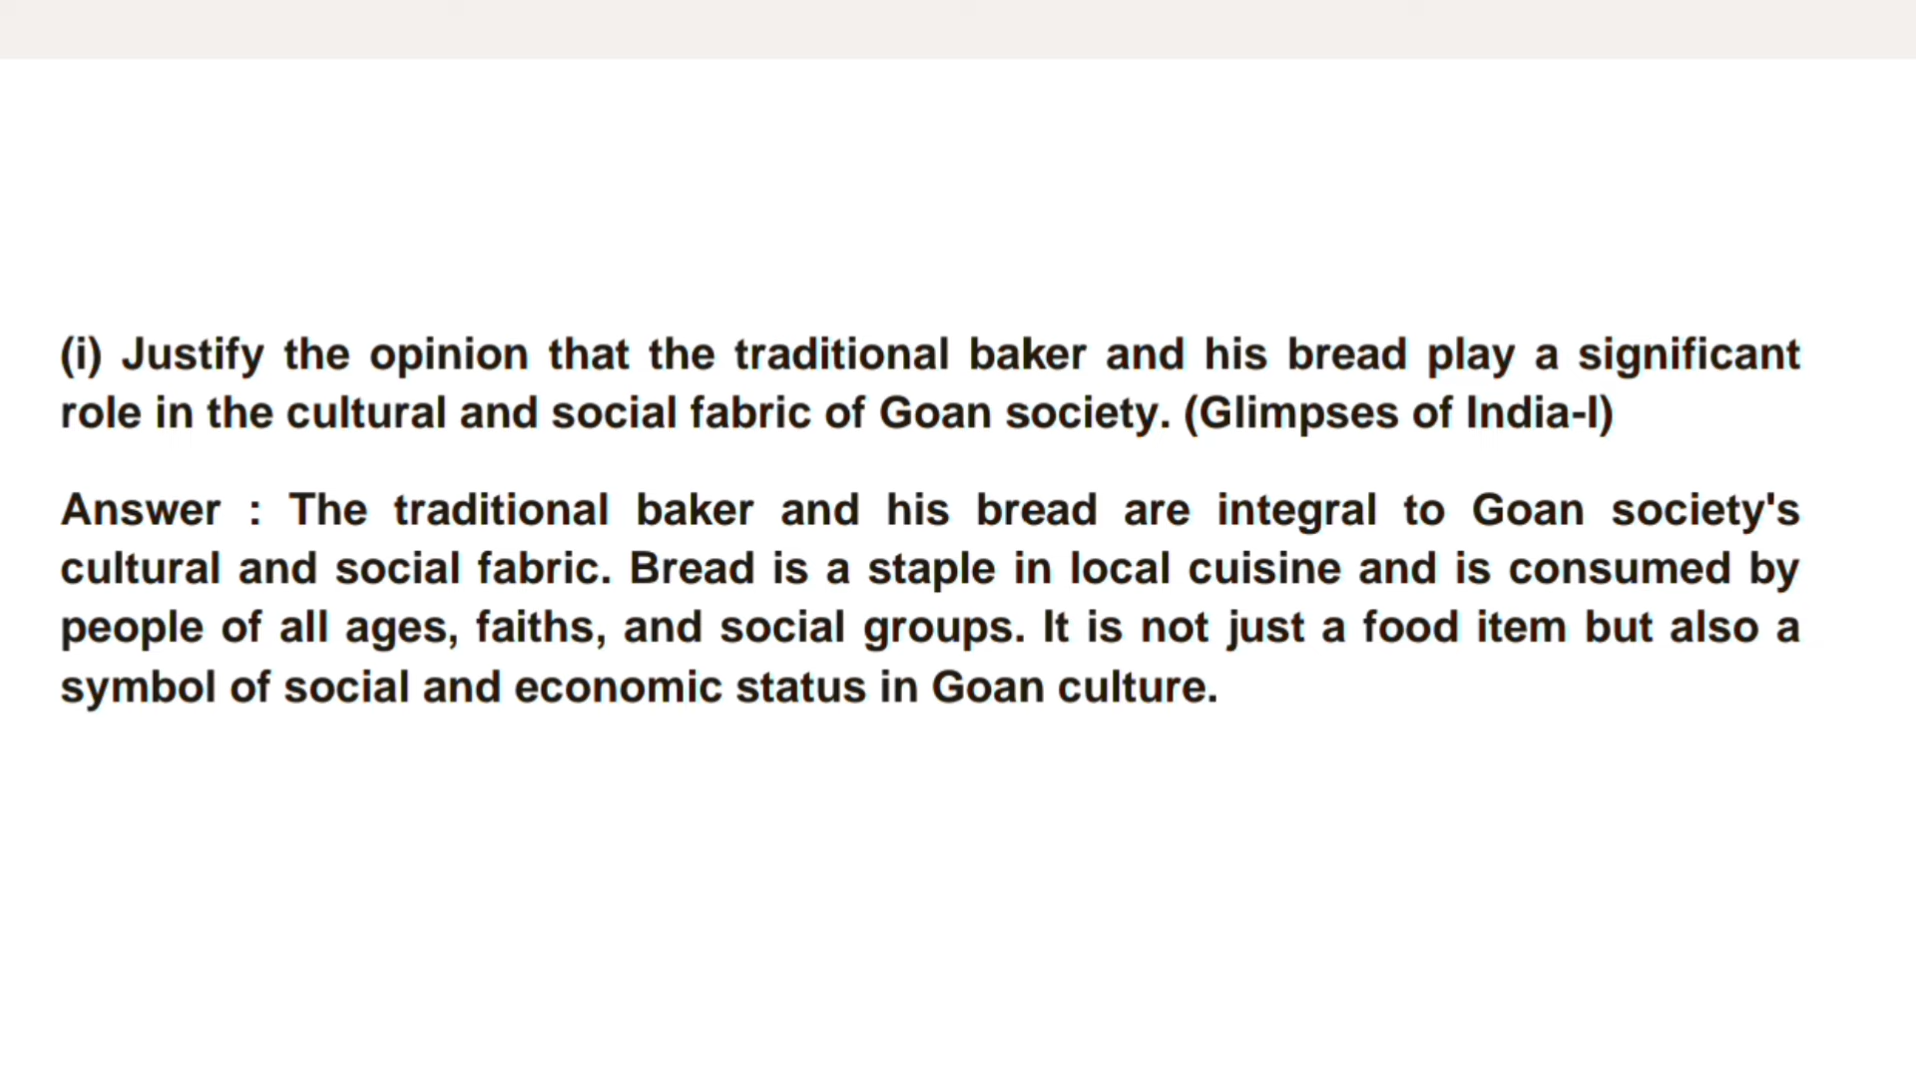 (i) Justify the opinion that the traditional baker and his bread play a significant
role in the cultural and social fabric of Goan society. (Glimpses of India-I)
Answer : The traditional baker and his bread are integral to Goan society's
cultural and social fabric. Bread is a staple in local cuisine and is consumed by
people of all ages, faiths, and social groups. It is not just a food item but also a
symbol of social and economic status in Goan culture.